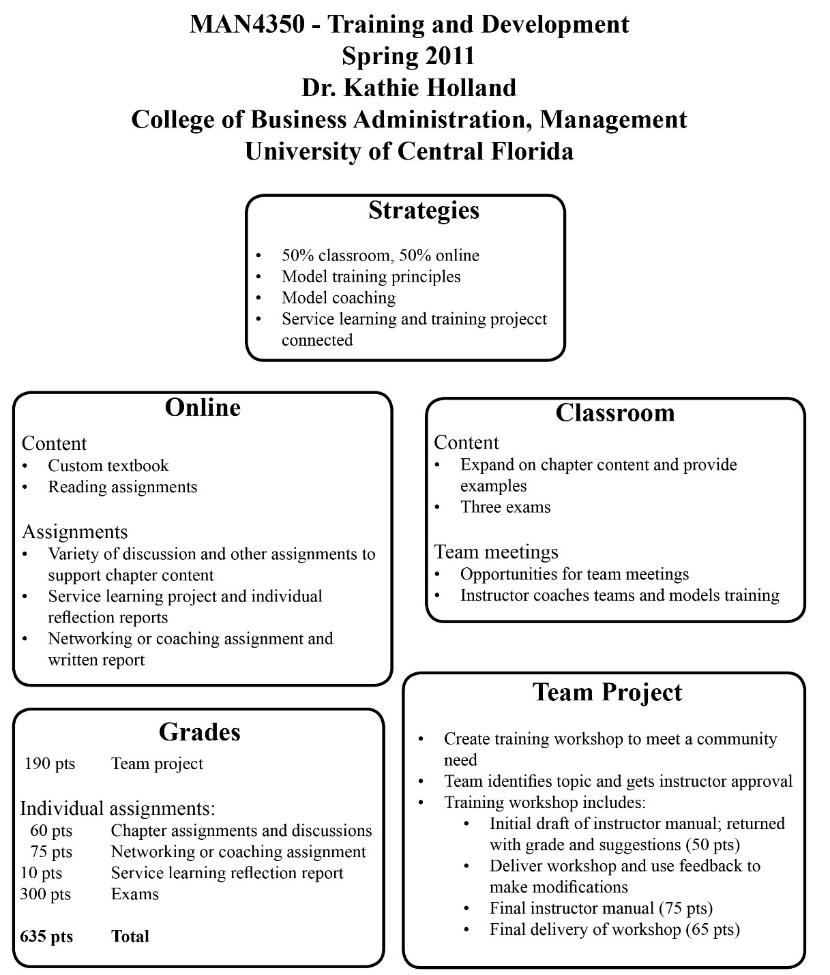 MAN4350 - Training and Development
Spring 2011
Dr. Kathie Holland
College of Business Administration, Management
University of Central Florida
Strategies
• 50% classroom, 50% online
• Model training principles
• Model coaching
• Service learning and training projecct
connected
Online
Content
• Custom textbook
• Reading assignments
Assignments
• Variety of discussion and other assignments to
support chapter content
• Service learning project and individual
reflection reports
• Networking or coaching assignment and
written report
Classroom
Content
• Expand on chapter content and provide
examples
• Three exams
Team meetings
• Opportunities for team meetings
• Instructor coaches teams and models training
Grades
190 pts Team project
Individual assignments:
60 pts Chapter assignments and discussions
75 pts Networking or coaching assignment
10 pts Service learning reflection report
300 pts Exams
635 pts Total
Team Project
• Create training workshop to meet a community
need
• Team identifies topic and gets instructor approval
• Training workshop includes:
• Initial draft of instructor manual; returned
with grade and suggestions (50 pts)
• Deliver workshop and use feedback to
make modifications
• Final instructor manual (75 pts)
• Final delivery of workshop (65 pts)